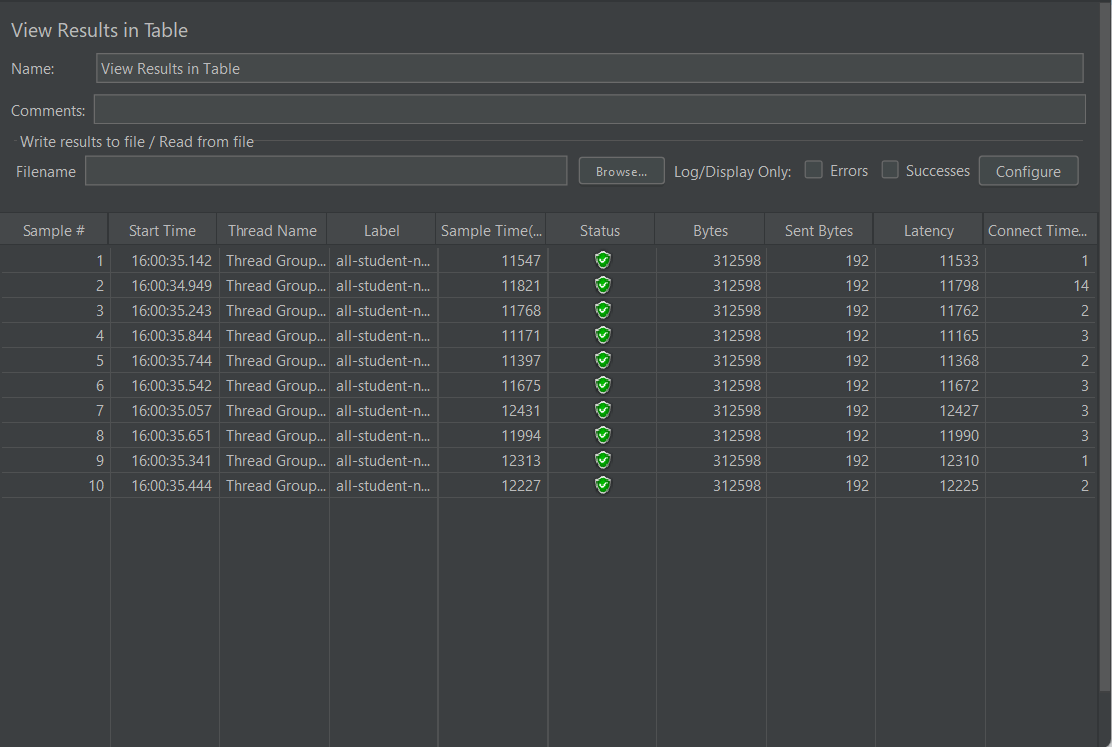 View Results in Table
Name: View Results in Table
Comments:
Write results to file / Read from file
Filename Browse... Log/Display Only: Errors Successes Configure
Sample # Start Time Thread Name Label Sample Time(... Status Bytes Sent Bytes Latency Connect Time...
1 16:00:35.142 Thread Group... all-student-n... 11547 312598 192 11533 1
2 16:00:34.949 Thread Group... all-student-n... 11821 312598 192 11798 14
3 16:00:35.243 Thread Group... all-student-n... 11768 312598 192 11762 2
4 16:00:35.844 Thread Group... all-student-n... 11171 312598 192 11165 3
5 16:00:35.744 Thread Group... all-student-n... 11397 312598 192 11368 2
6 16:00:35.542 Thread Group... all-student-n... 11675 312598 192 11672 3
7 16:00:35.057 Thread Group... all-student-n... 12431 312598 192 12427 3
8 16:00:35.651 Thread Group... all-student-n... 11994 312598 192 11990 3
9 16:00:35.341 Thread Group... all-student-n... 12313 312598 192 12310 1
10 16:00:35.444 Thread Group... all-student-n... 12227 312598 192 12225 2